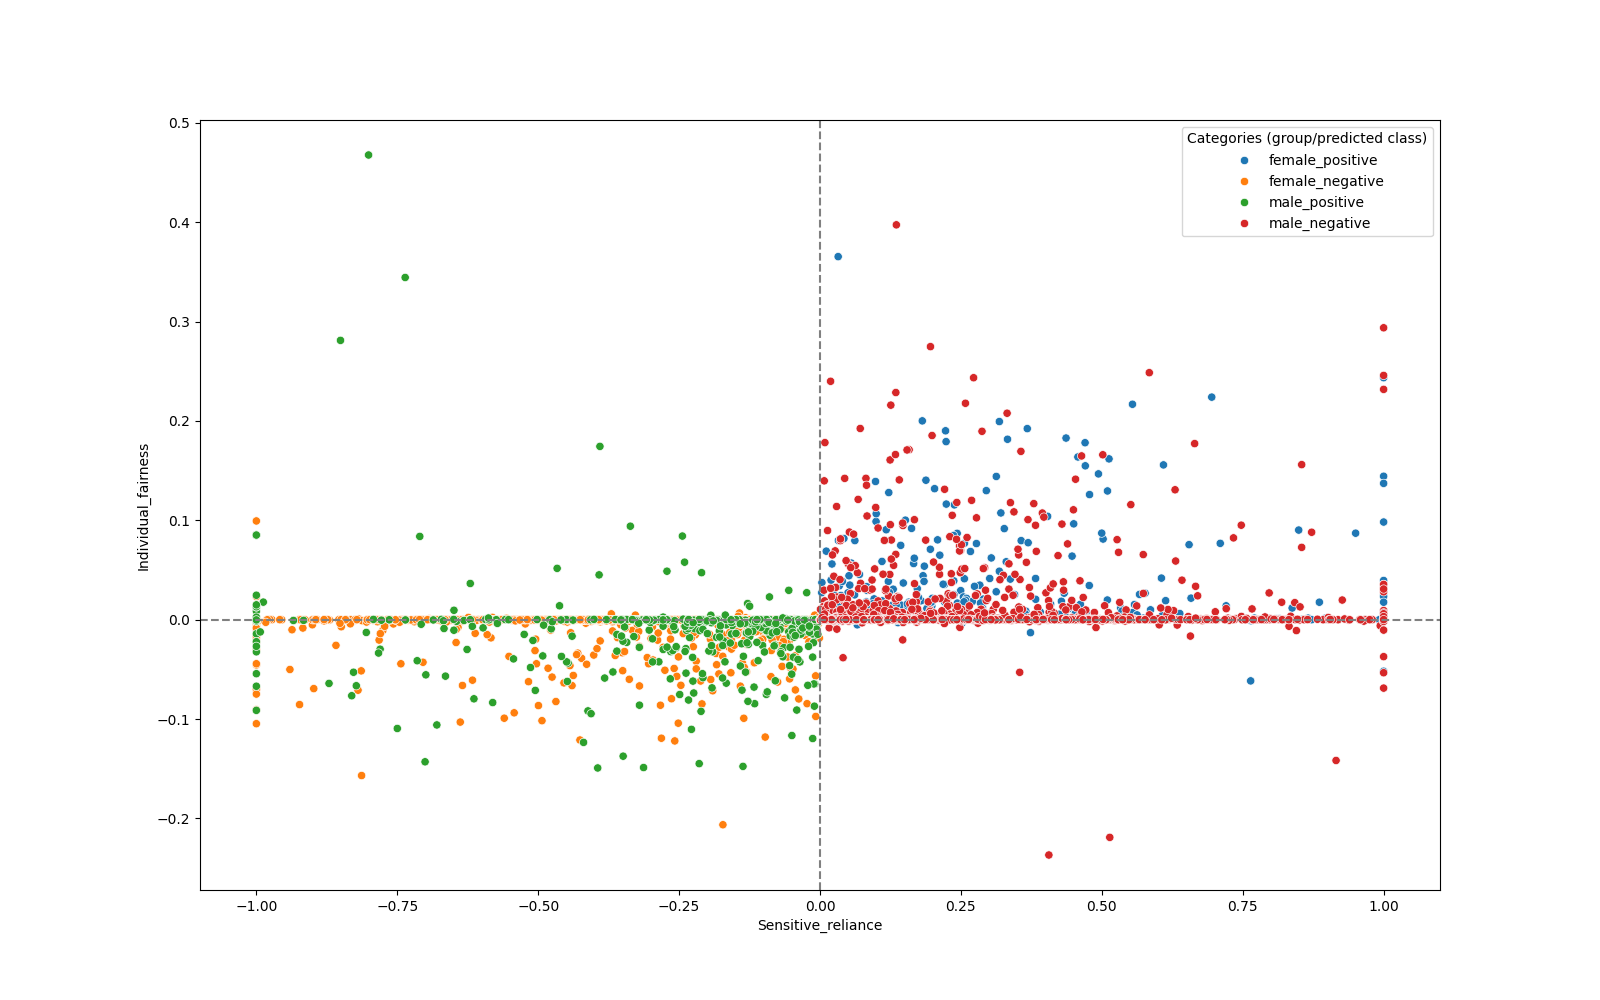 Categories (group/predicted class)
female_positive
female_negative
male_positive
male_negative
0.5
0.4
0.3
0.2
0.1
0.0
−0.1
−0.2
Individual_fairness
−1.00
−0.75
−0.50
−0.25
0.00
0.25
0.50
0.75
1.00
Sensitive_reliance